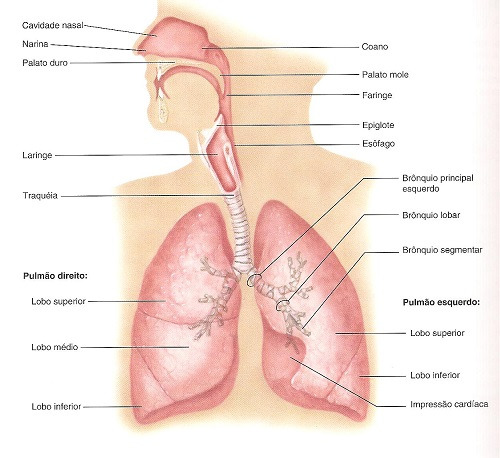 Cavidade nasal
Narina
Palato duro
Coano
Palato mole
Faringe
Epiglote
Esôfago
Laringe
Traquéia
Brônquio principal
esquerdo
Brônquio lobar
Brônquio segmentar
Pulmão direito:
Lobo superior
Lobo médio
Lobo inferior
Pulmão esquerdo:
Lobo superior
Lobo inferior
Impressão cardíaca